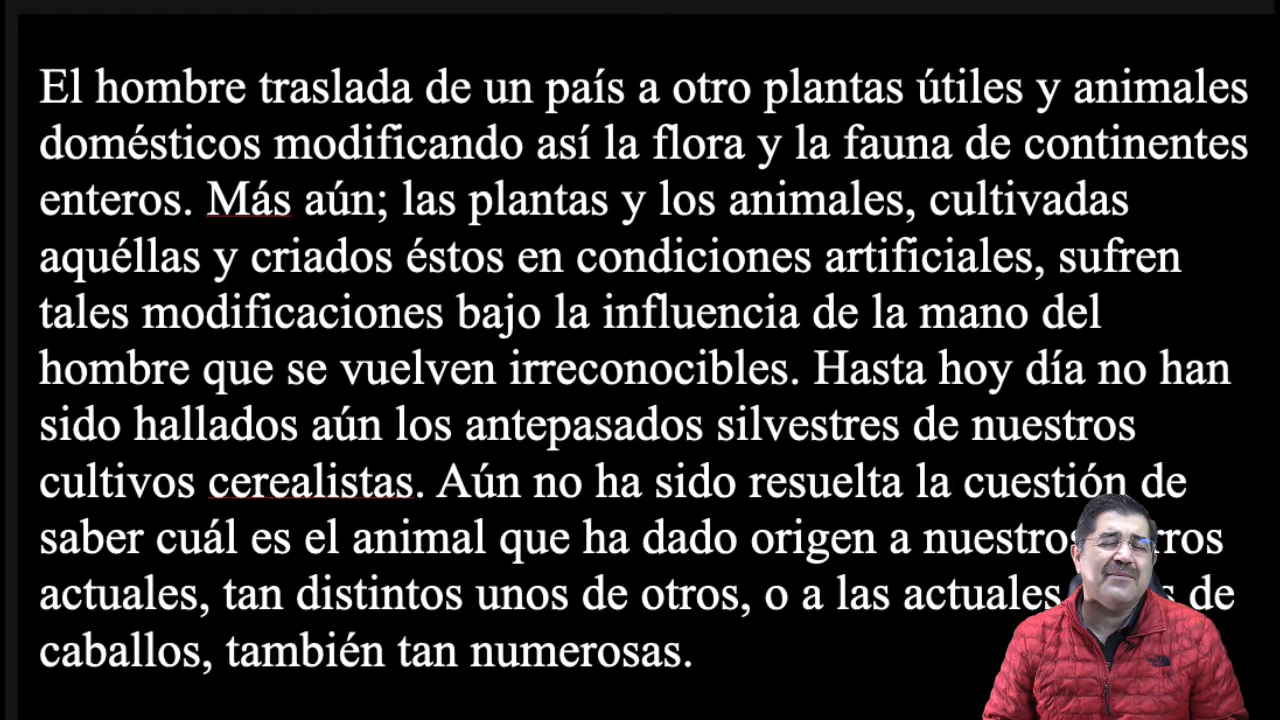 El hombre traslada de un país a otro plantas útiles y animales
domésticos modificando así la flora y la fauna de continentes
enteros. Más aún; las plantas y los animales, cultivadas
aquéllas y criados éstos en condiciones artificiales, sufren
tales modificaciones bajo la influencia de la mano del
hombre que se vuelven irreconocibles. Hasta hoy día no han
sido hallados aún los antepasados silvestres de nuestros
cultivos cerealistas. Aún no ha sido resuelta la cuestión de
saber cuál es el animal que ha dado origen a nuestros
actuales, tan distintos unos de otros, o a las actuales de
caballos, también tan numerosas.